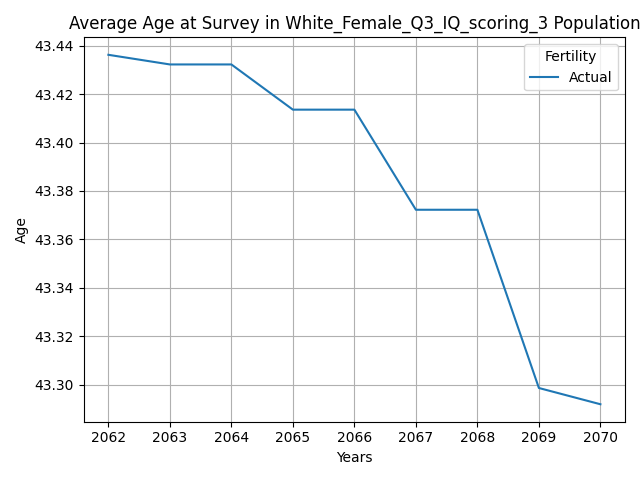 Average Age at Survey in White_Female_Q3_IQ_scoring_3 Population
Fertility
Actual
43.44
43.42
43.40
43.38
43.36
43.34
43.32
43.30
Age
2062 2063 2064 2065 2066 2067 2068 2069 2070
Years